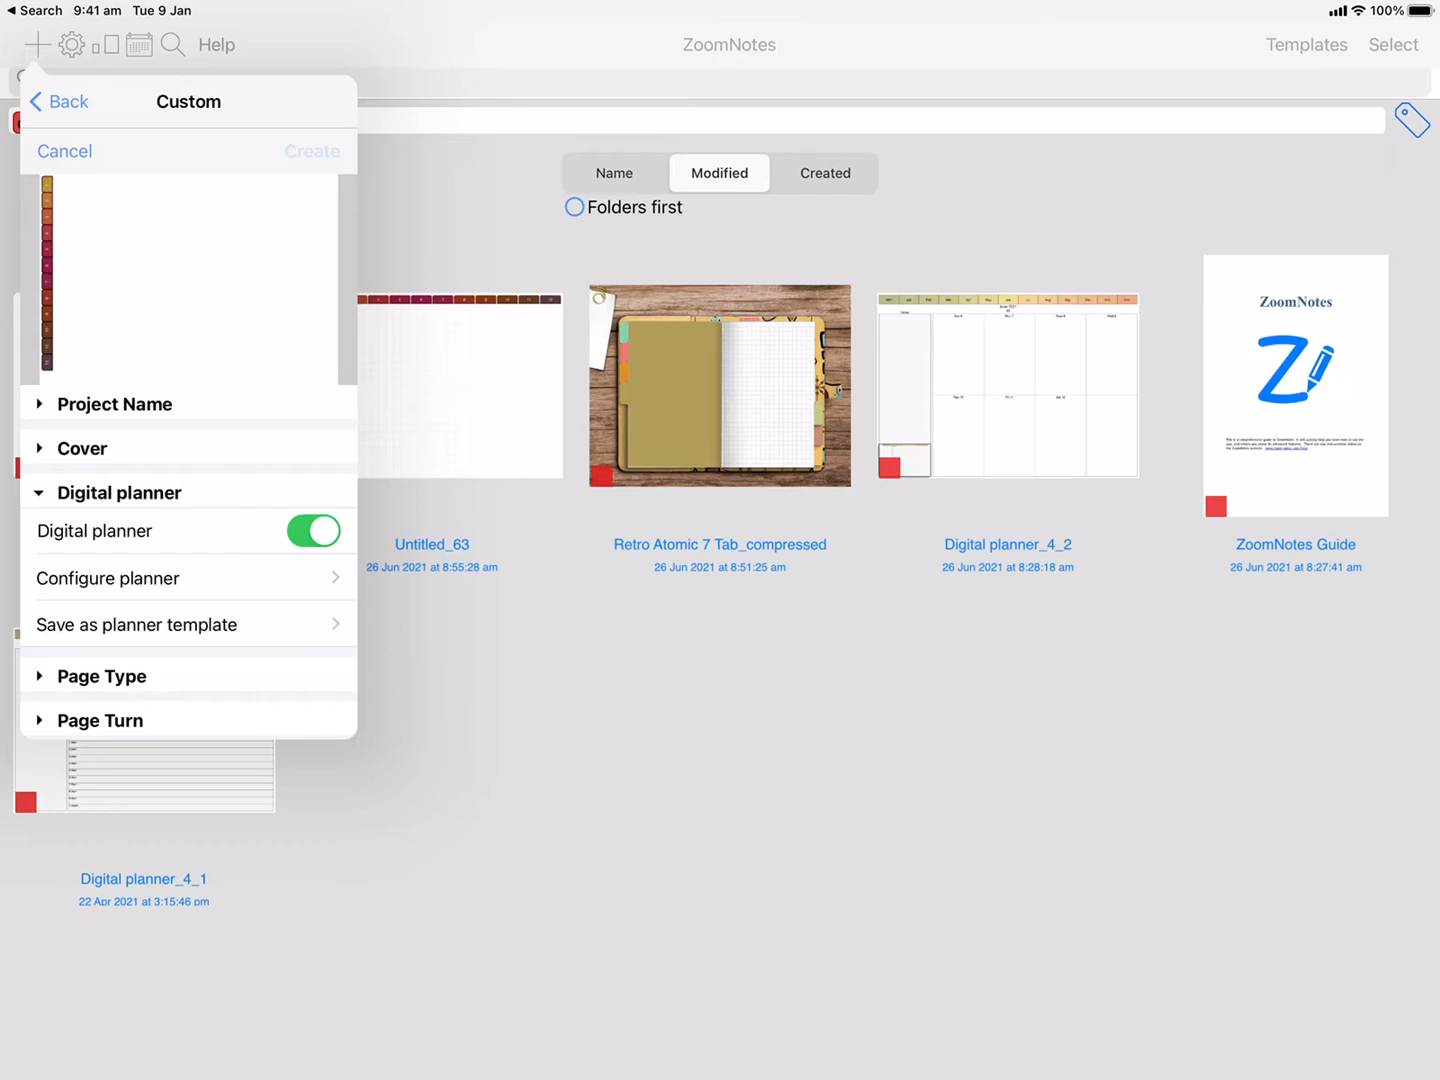 Search 9:41 am Tue 9 Jan 100%
Help ZoomNotes Templates Select
Back Custom
Cancel Create
Name Modified Created
Folders first
Project Name
Cover
Digital planner
Digital planner
Configure planner
Save as planner template
Page Type
Page Turn
ZoomNotes
Z
Untitled_63
26 Jun 2021 at 8:55:28 am
Retro Atomic 7 Tab_compressed
26 Jun 2021 at 8:51:25 am
Digital planner_4_2
26 Jun 2021 at 8:28:18 am
ZoomNotes Guide
26 Jun 2021 at 8:27:41 am
Digital planner_4_1
22 Apr 2021 at 3:15:46 pm